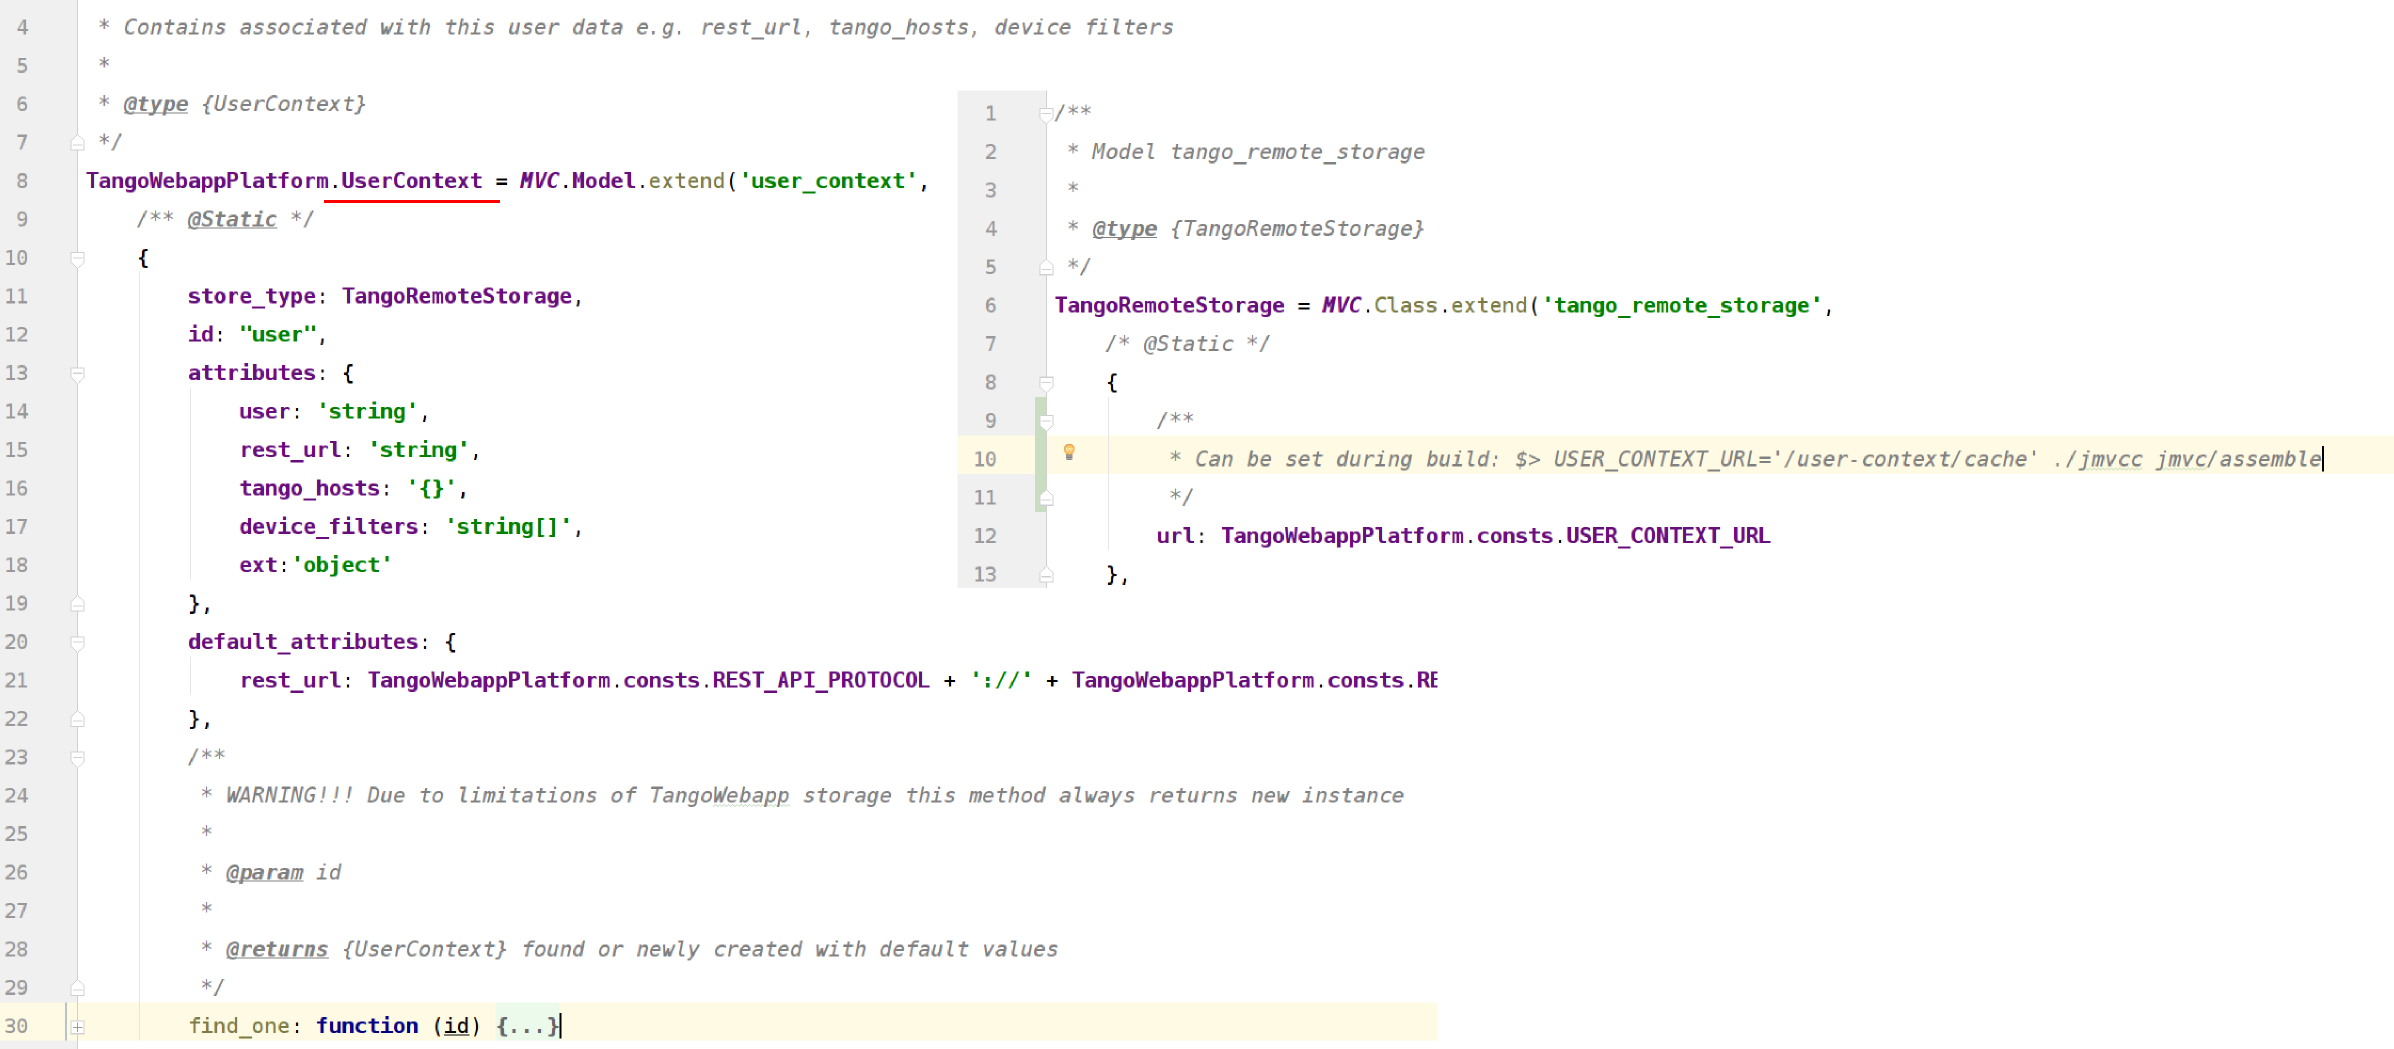 4 * Contains associated with this user data e.g. rest_url, tango_hosts, device filters
5 *
6 * @type {UserContext}
7 */
8 TangoWebappPlatform.UserContext = MVC.Model.extend('user_context',
9 /** @Static */
10 {
11 store_type: TangoRemoteStorage,
12 id: "user",
13 attributes: {
14 user: 'string',
15 rest_url: 'string',
16 tango_hosts: '{}',
17 device_filters: 'string[]',
18 ext:'object'
19 },
20 default_attributes: {
21 rest_url: TangoWebappPlatform.consts.REST_API_PROTOCOL + '://' + TangoWebappPlatform.consts.RE
22 },
23 /**
24 * WARNING!!! Due to limitations of TangoWebapp storage this method always returns new instance
25 *
26 * @param id
27 *
28 * @returns {UserContext} found or newly created with default values
29 */
30 find_one: function (id) {...}
1 /**
2 * Model tango_remote_storage
3 *
4 * @type {TangoRemoteStorage}
5 */
6 TangoRemoteStorage = MVC.Class.extend('tango_remote_storage',
7 /* @Static */
8 {
9 /**
10 * Can be set during build: $> USER_CONTEXT_URL='/user-context/cache' ./jmvcc jmvc/assemble
11 */
12 url: TangoWebappPlatform.consts.USER_CONTEXT_URL
13 },